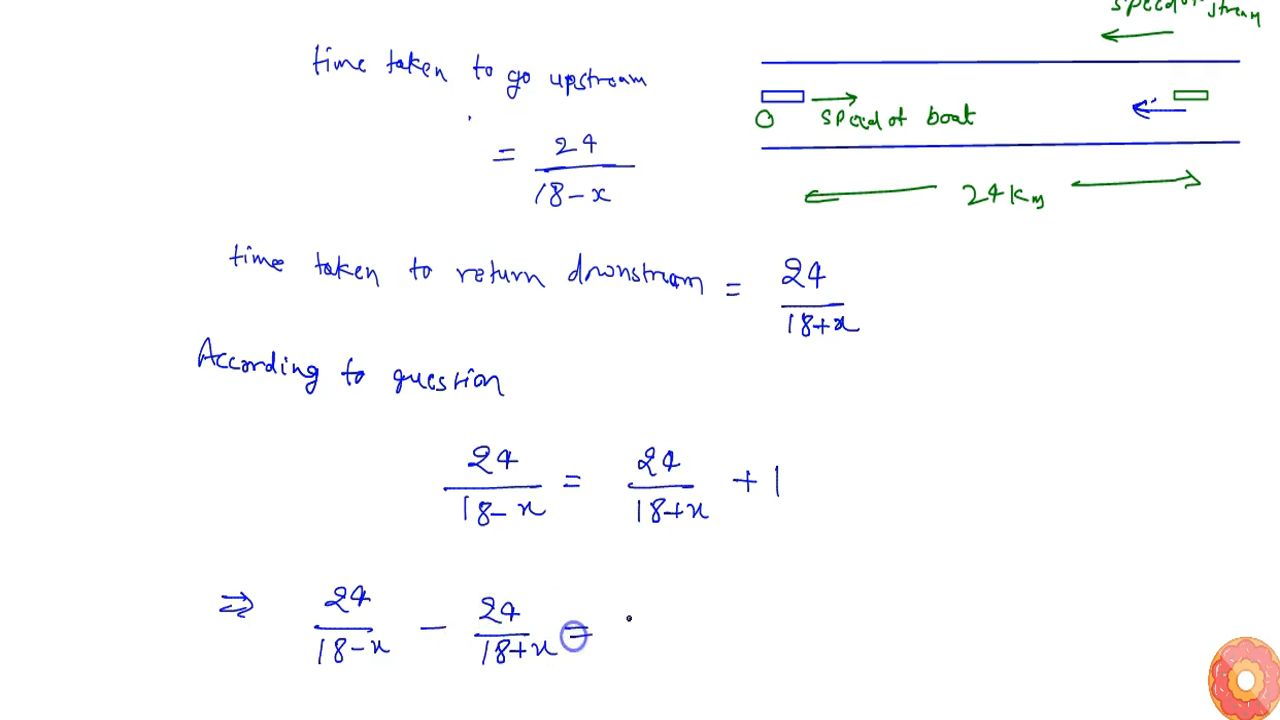 speed of stream
time taken to go upstream
= 24/(18-x)
speed of boat
24 Km
time taken to return downstream = 24/(18+x)
According to question
24/(18-x) = 24/(18+x) + 1
⇒ 24/(18-x) - 24/(18+x) =